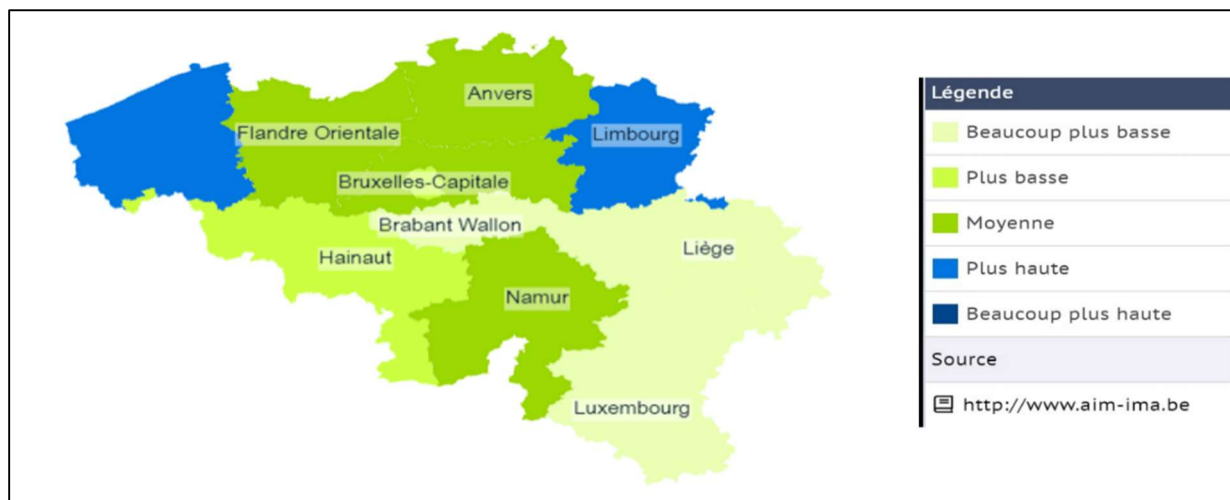 Anvers
Flandre Orientale
Limbourg
Bruxelles-Capitale
Brabant Wallon
Hainaut
Liège
Namur
Luxembourg
Légende
Beaucoup plus basse
Plus basse
Moyenne
Plus haute
Beaucoup plus haute
Source
http://www.aim-ima.be